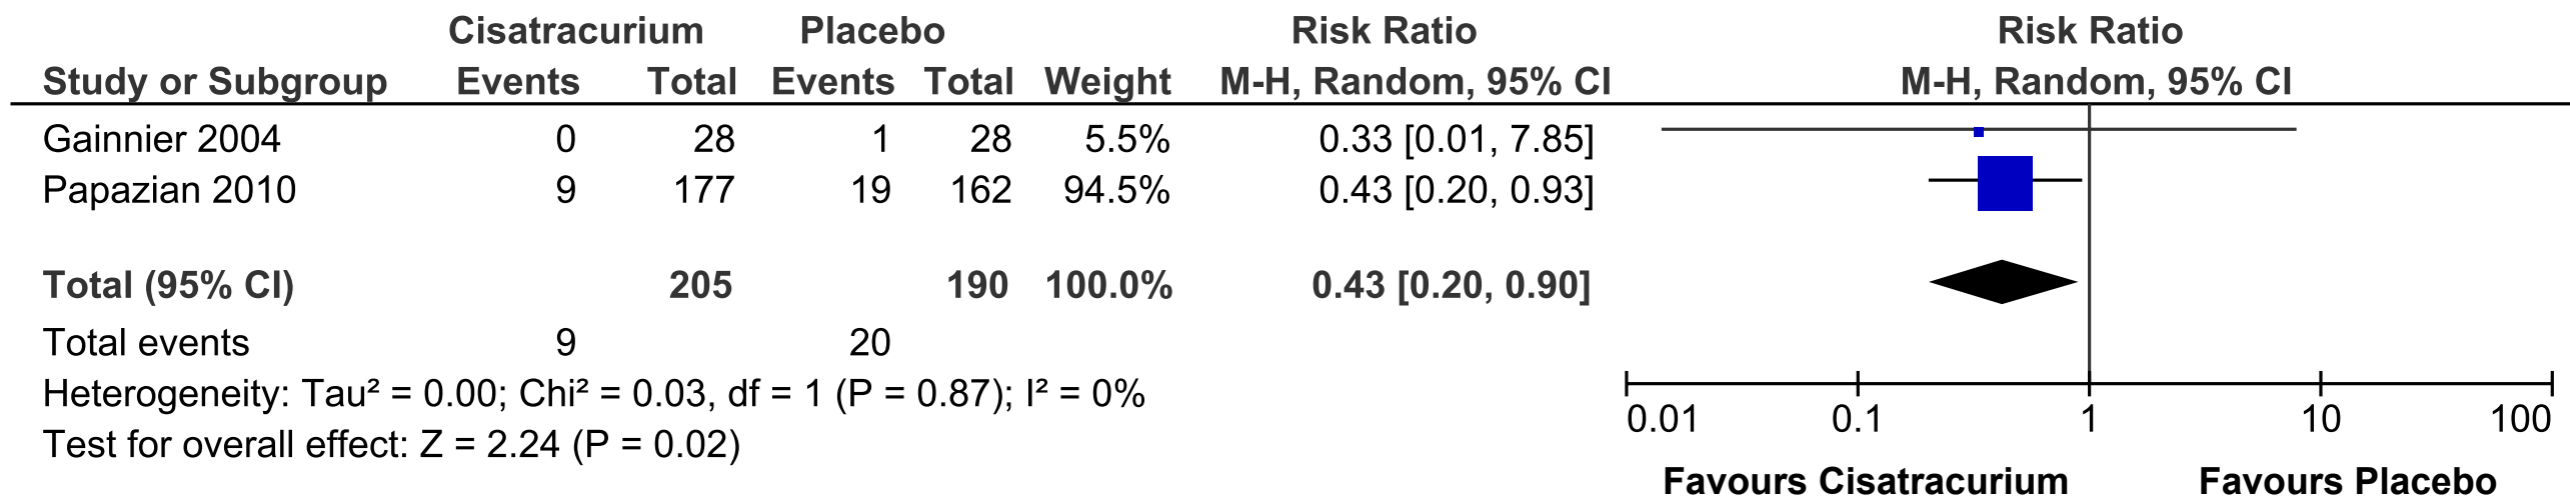 Cisatracurium Placebo Risk Ratio Risk Ratio
Study or Subgroup Events Total Events Total Weight M-H, Random, 95% CI M-H, Random, 95% CI
Gainnier 2004 0 28 1 28 5.5% 0.33 [0.01, 7.85]
Papazian 2010 9 177 19 162 94.5% 0.43 [0.20, 0.93]
Total (95% CI) 205 190 100.0% 0.43 [0.20, 0.90]
Total events 9 20
Heterogeneity: Tau² = 0.00; Chi² = 0.03, df = 1 (P = 0.87); I² = 0%
Test for overall effect: Z = 2.24 (P = 0.02)
0.01 0.1 1 10 100
Favours Cisatracurium Favours Placebo